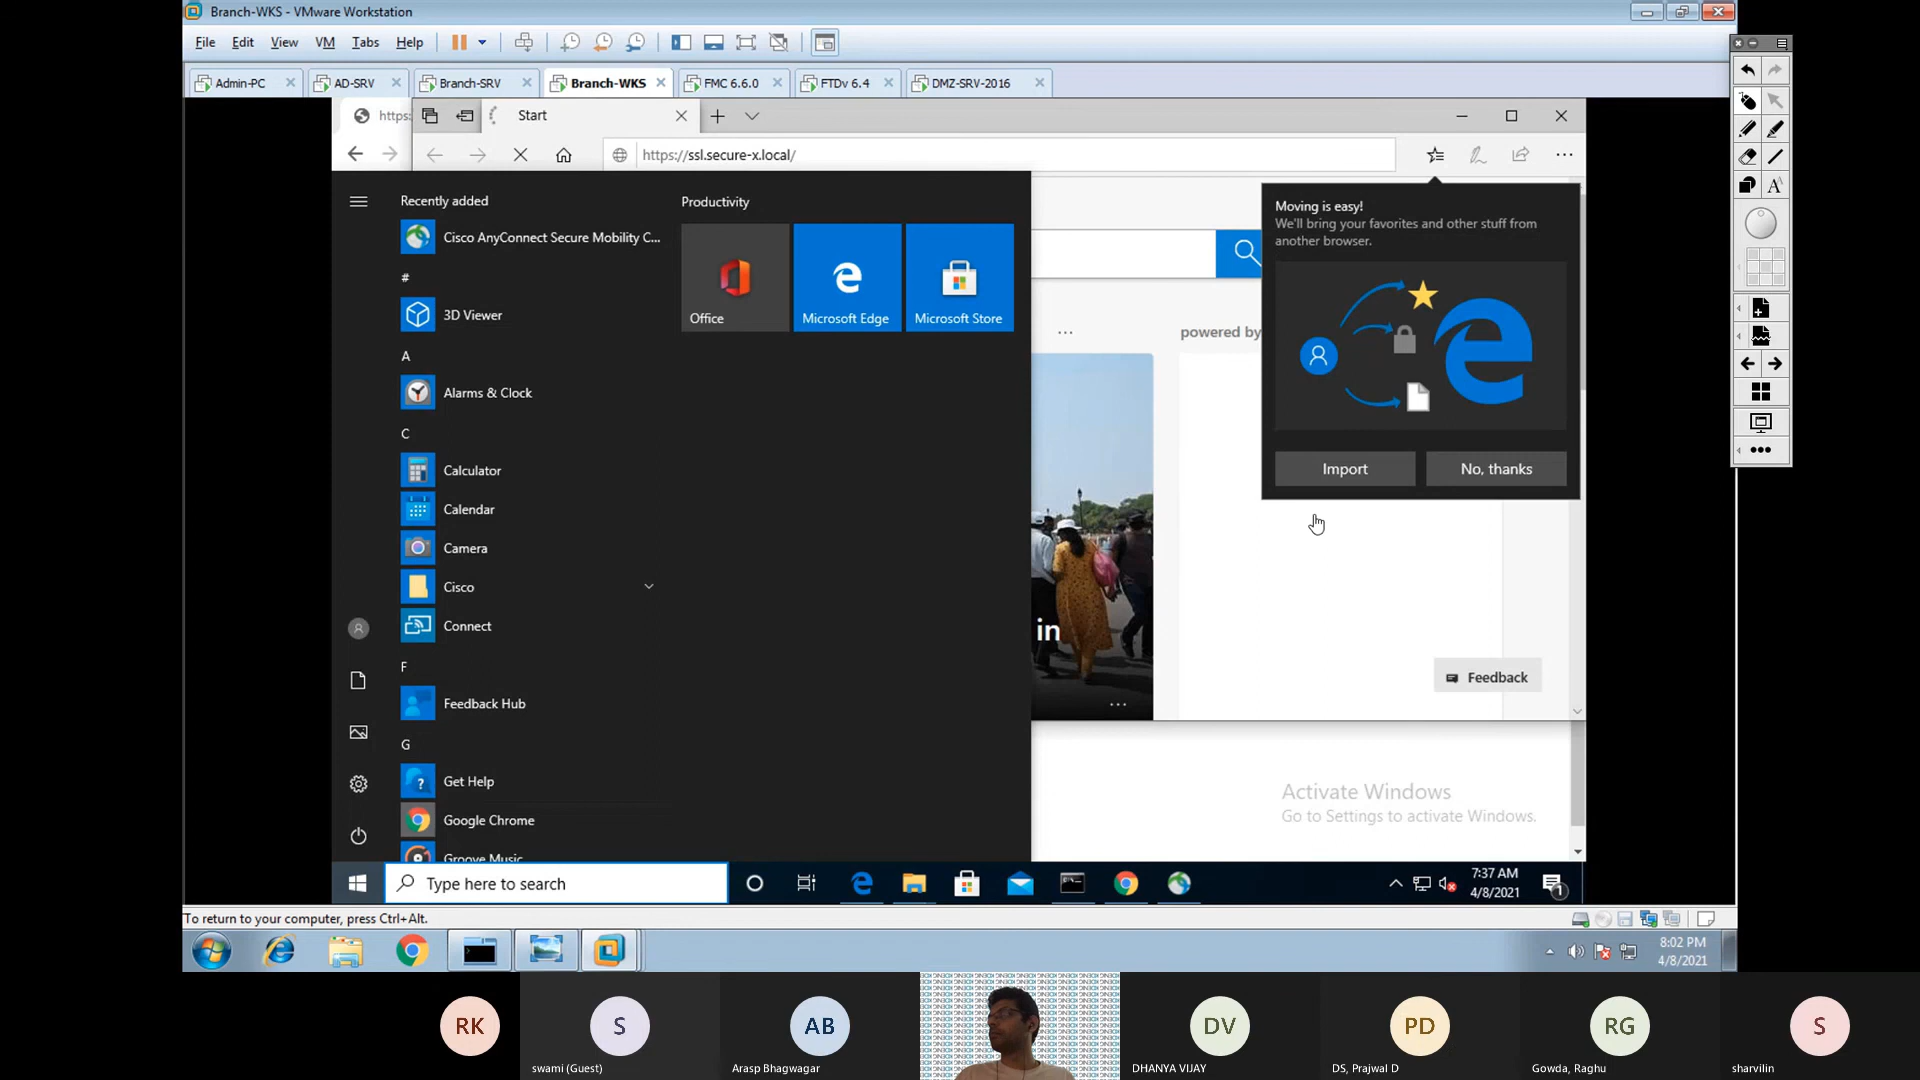 Branch-WKS - VMware Workstation
File Edit View VM Tabs Help
Admin-PC AD-SRV Branch-SRV Branch-WKS FMC 6.6.0 FTDv 6.4 DMZ-SRV-2016
https: Start
https://ssl.secure-x.local/
Recently added
Productivity
Cisco AnyConnect Secure Mobility C...
#
3D Viewer
A
Alarms & Clock
C
Calculator
Calendar
Camera
Cisco
Connect
F
Feedback Hub
G
Get Help
Google Chrome
Groove Music
Office
Microsoft Edge
Microsoft Store
Moving is easy!
We'll bring your favorites and other stuff from
another browser.
Import
No, thanks
powered by
in
Feedback
Activate Windows
Go to Settings to activate Windows.
Type here to search
7:37 AM
4/8/2021
1
To return to your computer, press Ctrl+Alt.
8:02 PM
4/8/2021
RK
S
swami (Guest)
AB
Arasp Bhagwagar
DV
DHANYA VIJAY
PD
DS, Prajwal D
RG
Gowda, Raghu
S
sharvilin